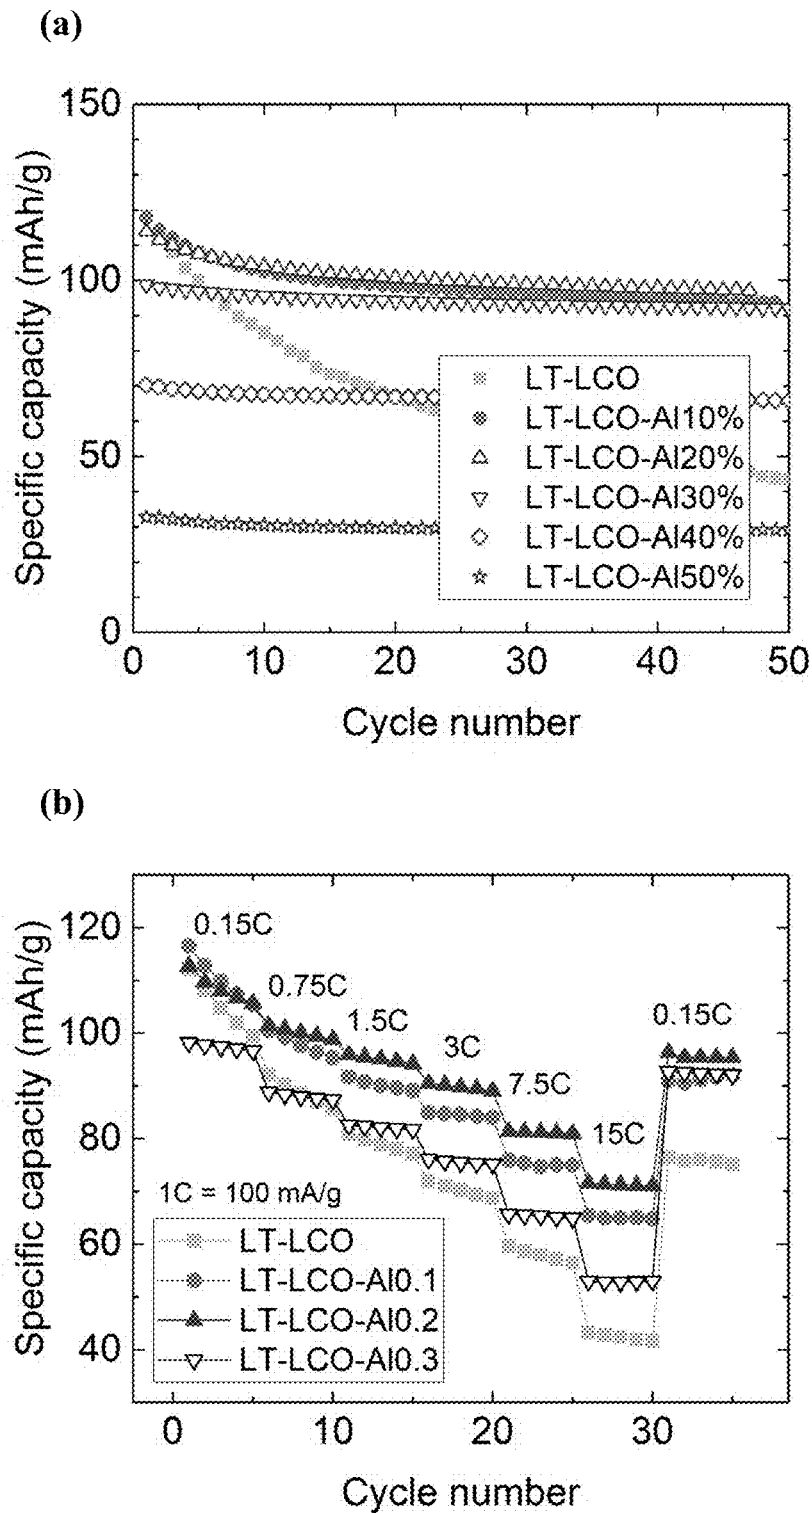 (a)
150
100
50
0
Specific capacity (mAh/g)
LT-LCO
LT-LCO-Al10%
LT-LCO-Al20%
LT-LCO-Al30%
LT-LCO-Al40%
LT-LCO-Al50%
0 10 20 30 40 50
Cycle number
(b)
120
100
80
60
40
Specific capacity (mAh/g)
0.15C
0.75C
1.5C
3C
7.5C
15C
0.15C
1C = 100 mA/g
LT-LCO
LT-LCO-Al0.1
LT-LCO-Al0.2
LT-LCO-Al0.3
0 10 20 30
Cycle number